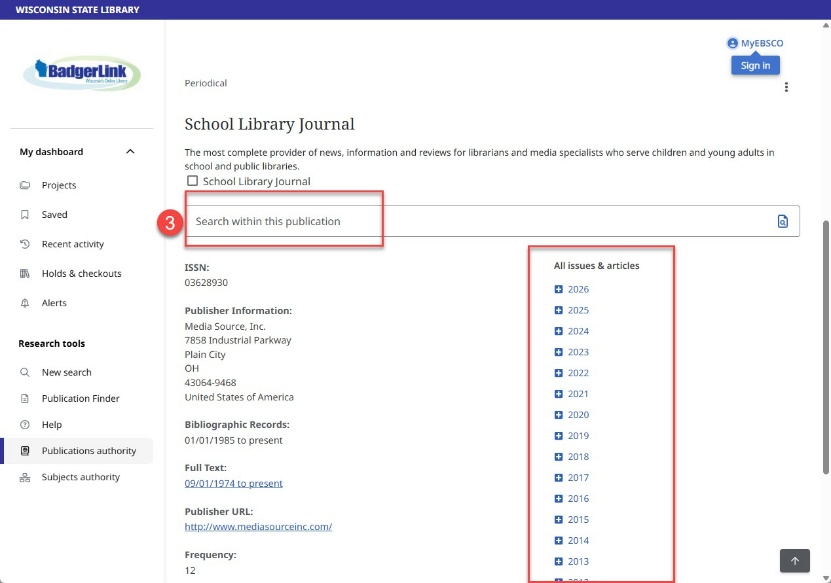 WISCONSIN STATE LIBRARY
BadgerLink
Wisconsin's Online Library
My dashboard
Projects
Saved
Recent activity
Holds & checkouts
Alerts
Research tools
New search
Publication Finder
Help
Publications authority
Subjects authority
MyEBSCO
Sign in
Periodical
School Library Journal
The most complete provider of news, information and reviews for librarians and media specialists who serve children and young adults in
school and public libraries.
School Library Journal
3
Search within this publication
ISSN:
03628930
Publisher Information:
Media Source, Inc.
7858 Industrial Parkway
Plain City
OH
43064-9468
United States of America
Bibliographic Records:
01/01/1985 to present
Full Text:
09/01/1974 to present
Publisher URL:
http://www.mediasourceinc.com/
Frequency:
12
All issues & articles
2026
2025
2024
2023
2022
2021
2020
2019
2018
2017
2016
2015
2014
2013